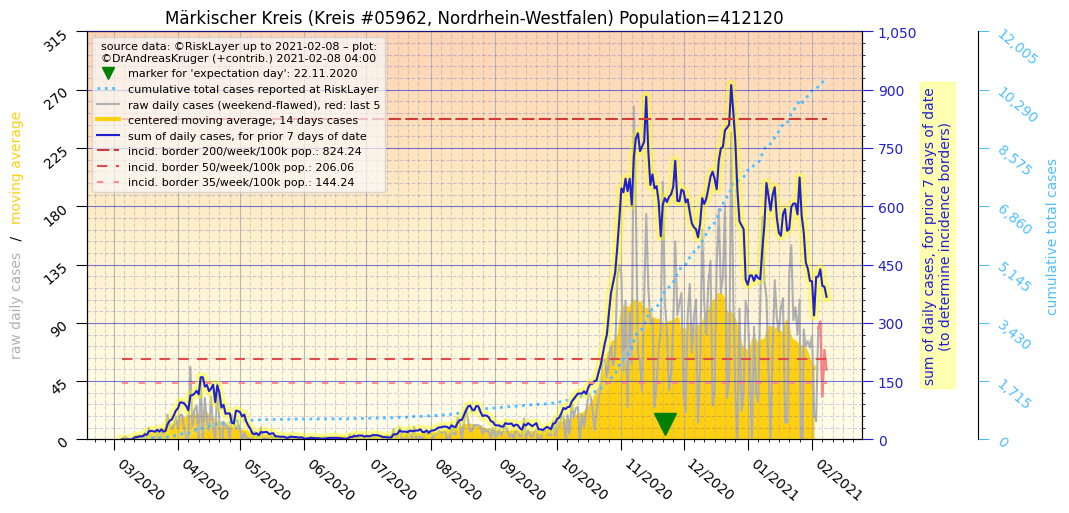 Märkischer Kreis (Kreis #05962, Nordrhein-Westfalen) Population=412120
source data: ©RiskLayer up to 2021-02-08 – plot:
©DrAndreasKruger (+contrib.) 2021-02-08 04:00
marker for 'expectation day': 22.11.2020
cumulative total cases reported at RiskLayer
raw daily cases (weekend-flawed), red: last 5
centered moving average, 14 days cases
sum of daily cases, for prior 7 days of date
incid. border 200/week/100k pop.: 824.24
incid. border 50/week/100k pop.: 206.06
incid. border 35/week/100k pop.: 144.24
raw daily cases / moving average
315
270
225
180
135
90
45
0
03/2020
04/2020
05/2020
06/2020
07/2020
08/2020
09/2020
10/2020
11/2020
12/2020
01/2021
02/2021
1,050
900
750
600
450
300
150
0
sum of daily cases, for prior 7 days of date
(to determine incidence borders)
12,005
10,290
8,575
6,860
5,145
3,430
1,715
0
cumulative total cases